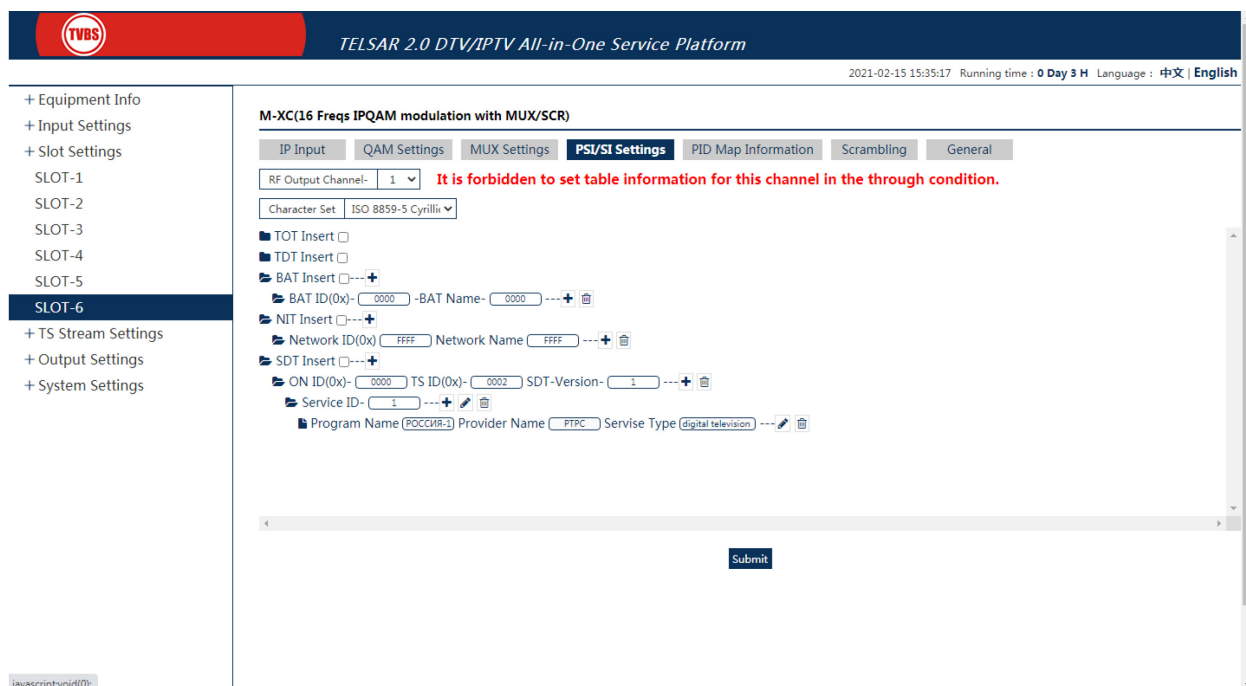 TVBS
TELSAR 2.0 DTV/IPTV All-in-One Service Platform
2021-02-15 15:35:17 Running time : 0 Day 3 H Language : 中文 | English
+ Equipment Info
+ Input Settings
+ Slot Settings
SLOT-1
SLOT-2
SLOT-3
SLOT-4
SLOT-5
SLOT-6
+ TS Stream Settings
+ Output Settings
+ System Settings
M-XC(16 Freqs IPQAM modulation with MUX/SCR)
IP Input QAM Settings MUX Settings PSI/SI Settings PID Map Information Scrambling General
RF Output Channel- 1 It is forbidden to set table information for this channel in the through condition.
Character Set ISO 8859-5 Cyrillic
TOT Insert
TDT Insert
BAT Insert ---+
BAT ID(0x)- 0000 -BAT Name- 0000 ---+
NIT Insert ---+
Network ID(0x) FFFF Network Name FFFF ---+
SDT Insert ---+
ON ID(0x)- 0000 TS ID(0x)- 0002 SDT-Version- 1 ---+
Service ID- 1 ---+
Program Name РОССИЯ-1 Provider Name РТРС Servise Type digital television ---
Submit
javascript:void(0);